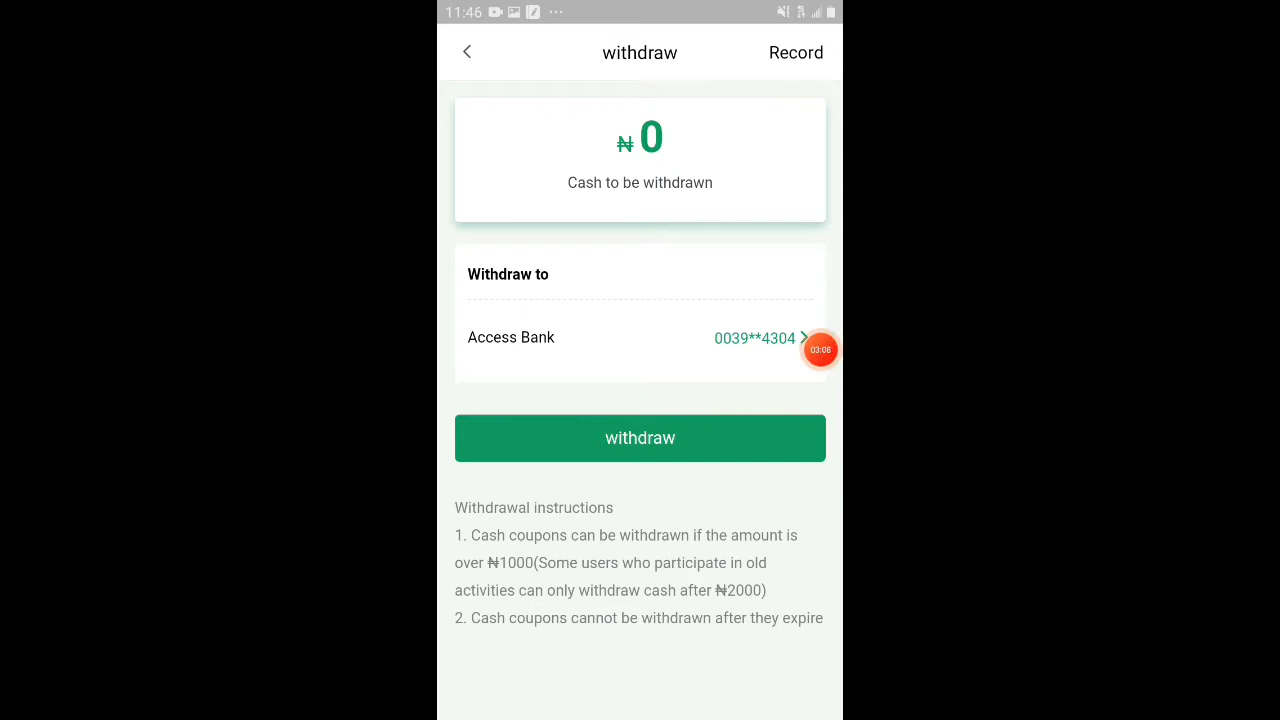 11:46
withdraw
Record
₦ 0
Cash to be withdrawn
Withdraw to
Access Bank
0039**4304
03:08
withdraw
Withdrawal instructions
1. Cash coupons can be withdrawn if the amount is
over ₦1000(Some users who participate in old
activities can only withdraw cash after ₦2000)
2. Cash coupons cannot be withdrawn after they expire